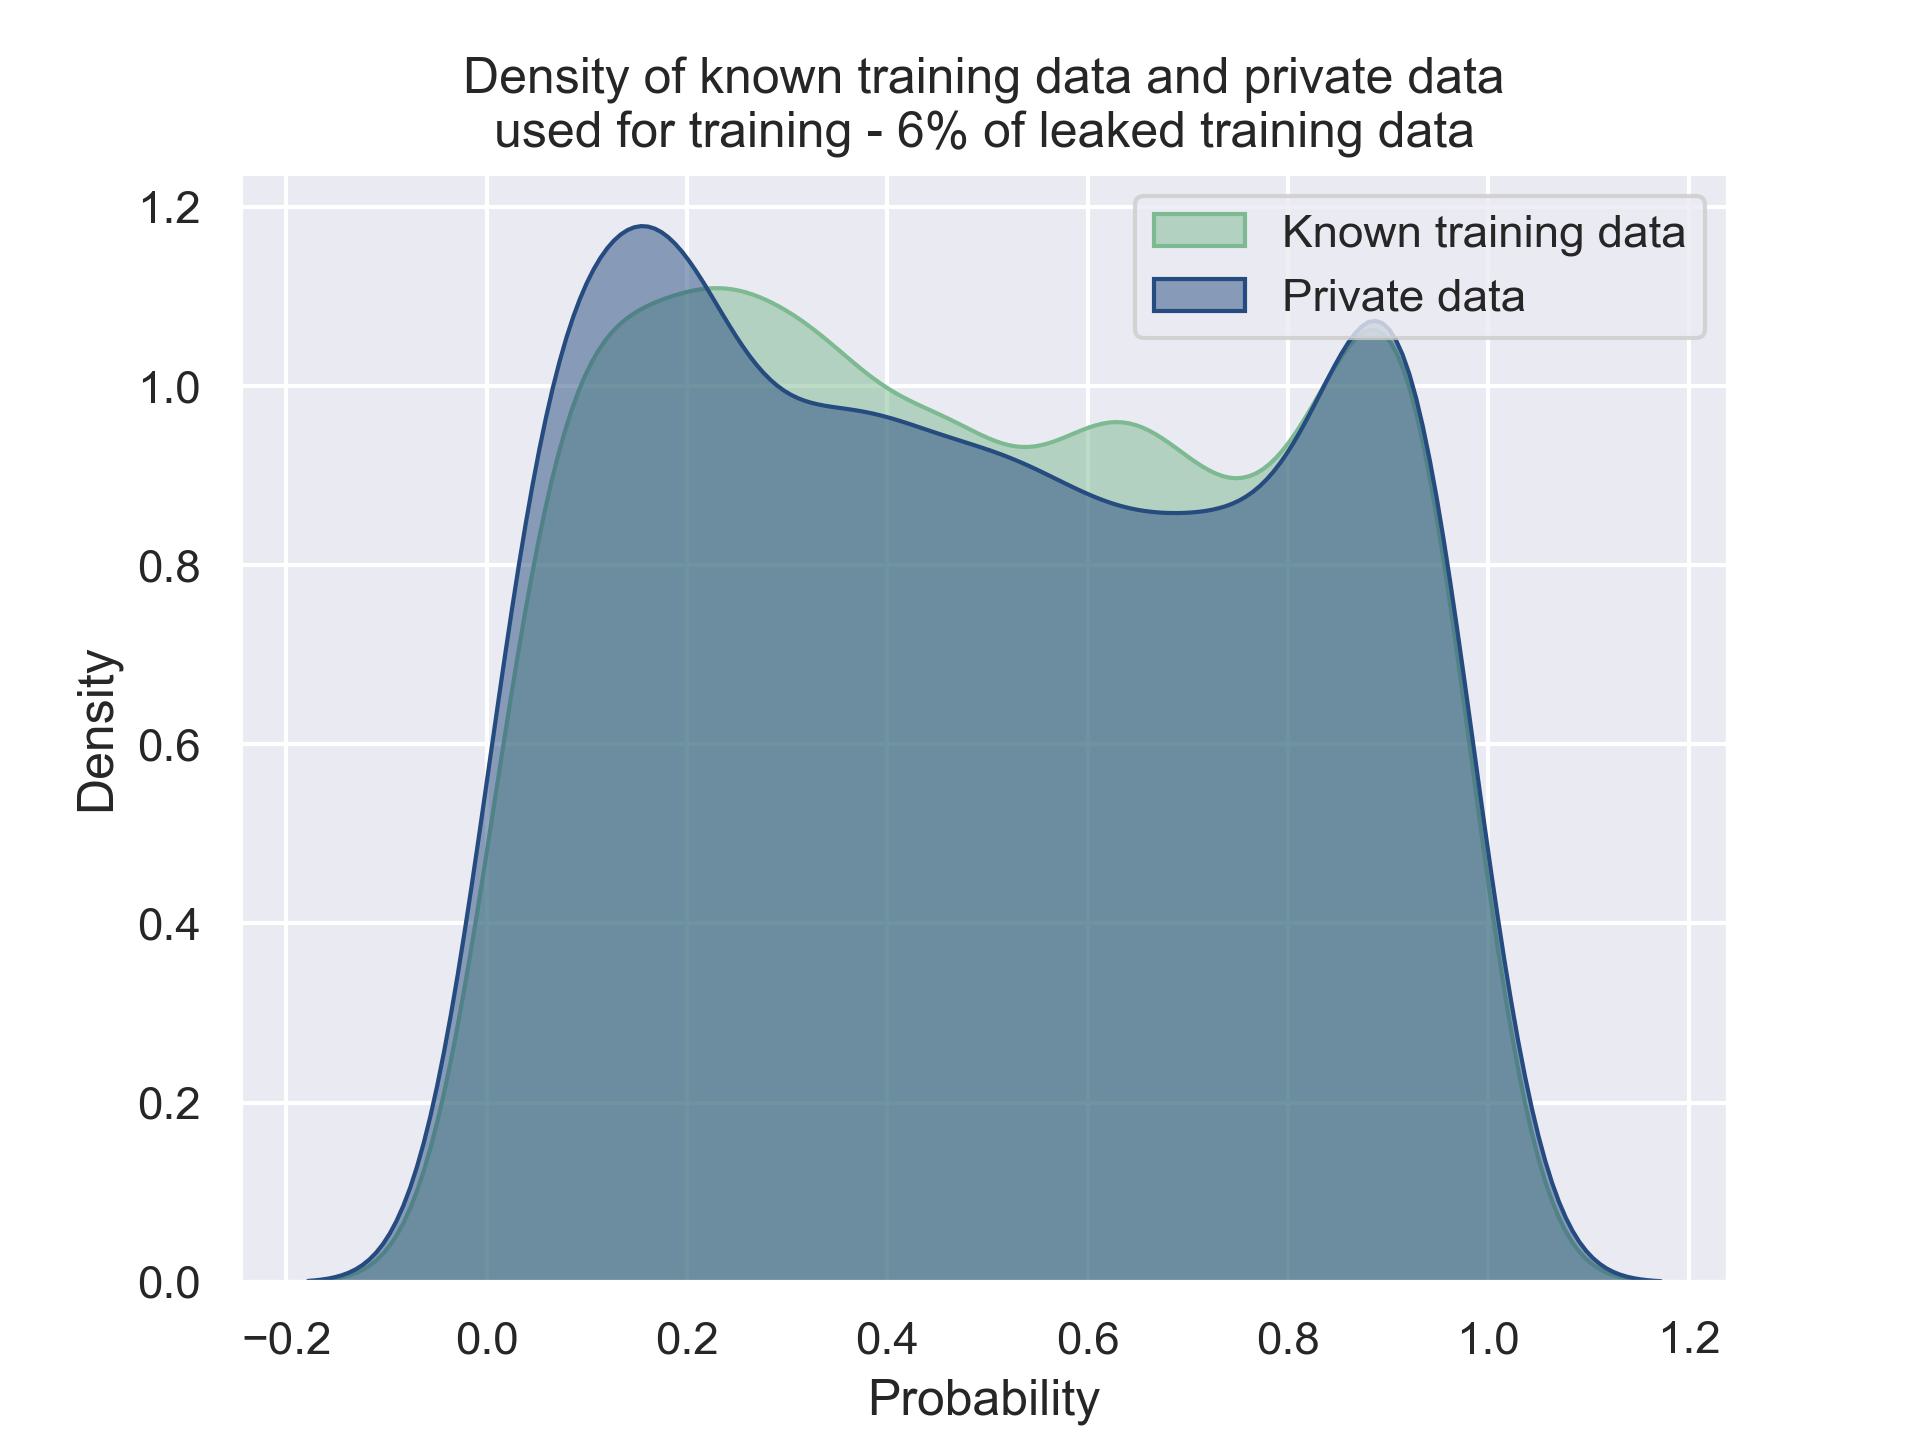 Density of known training data and private data
used for training - 6% of leaked training data
Known training data
Private data
Density
1.2
1.0
0.8
0.6
0.4
0.2
0.0
−0.2 0.0 0.2 0.4 0.6 0.8 1.0 1.2
Probability